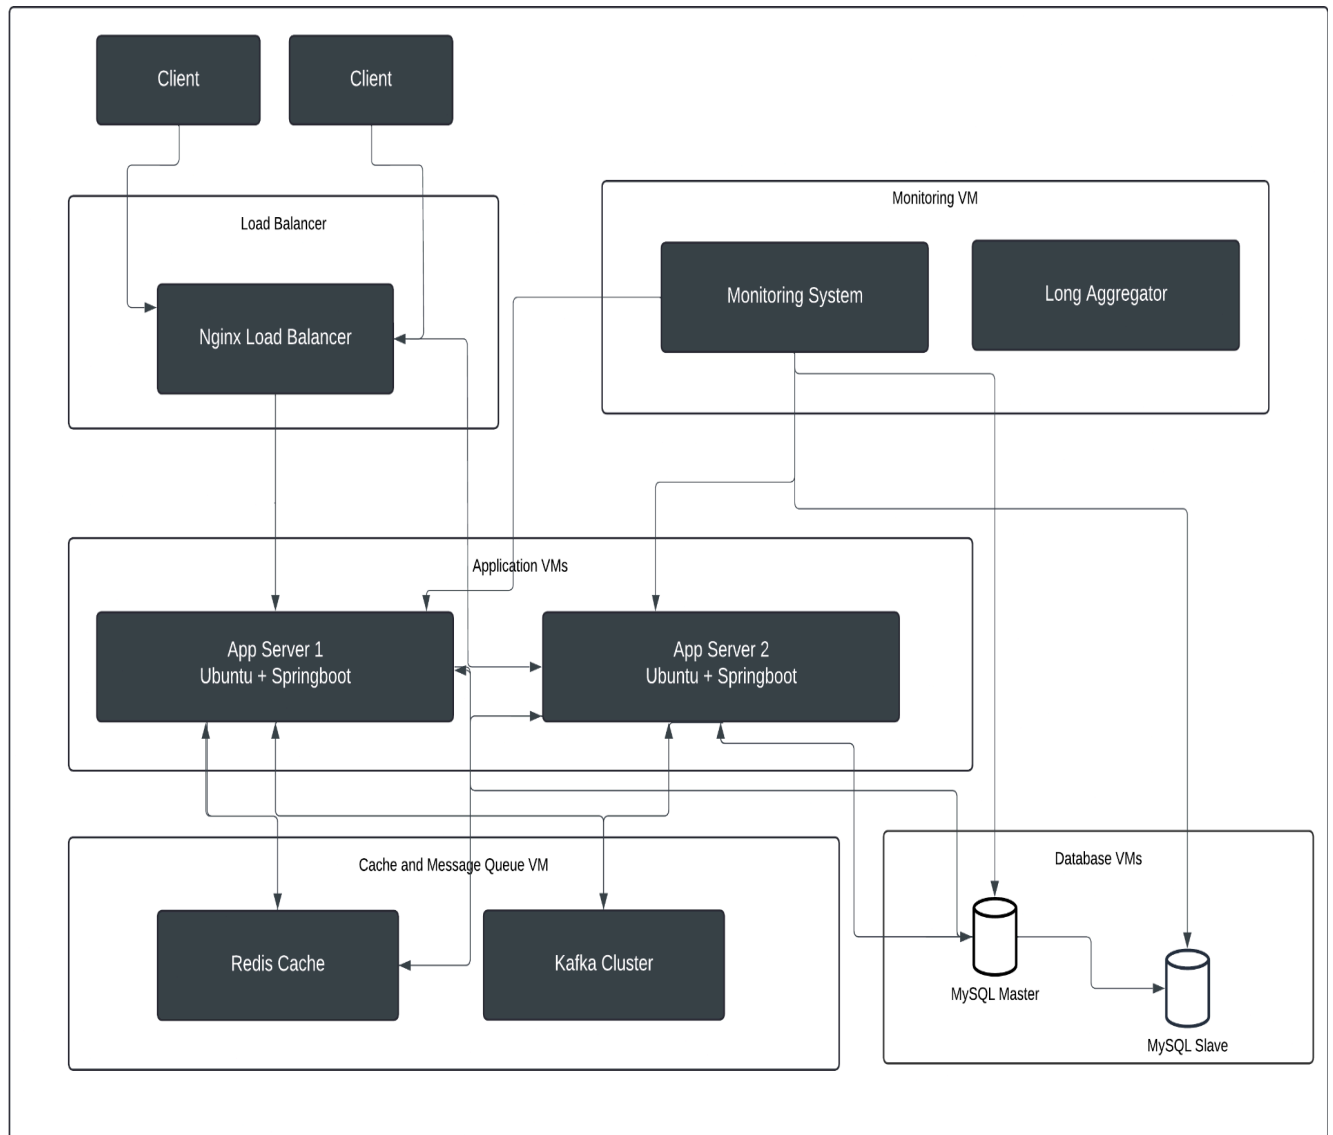 Client
Client
Load Balancer
Nginx Load Balancer
Monitoring VM
Monitoring System
Long Aggregator
Application VMs
App Server 1
Ubuntu + Springboot
App Server 2
Ubuntu + Springboot
Cache and Message Queue VM
Redis Cache
Kafka Cluster
Database VMs
MySQL Master
MySQL Slave